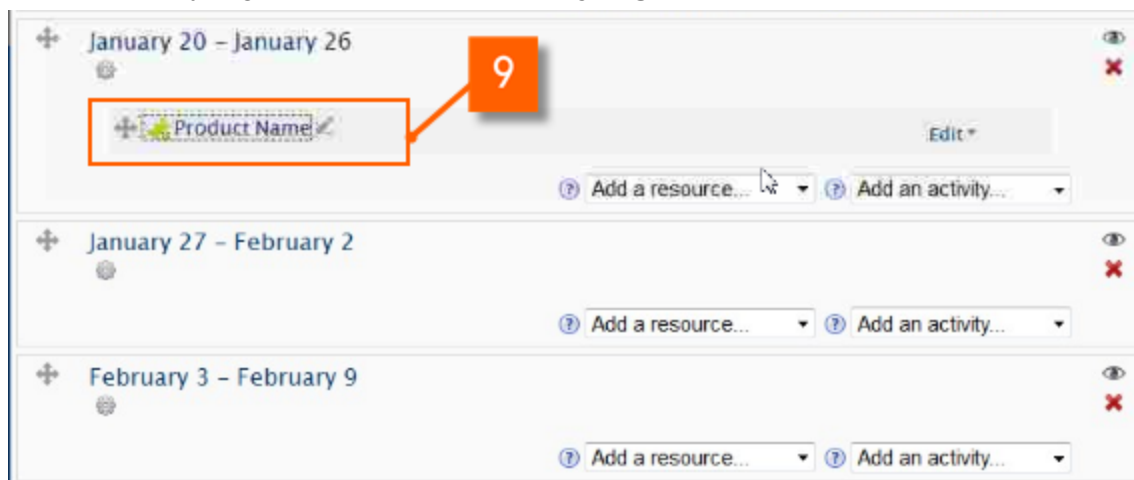 January 20 – January 26
9
Product Name
Edit
Add a resource... Add an activity...
January 27 – February 2
Add a resource... Add an activity...
February 3 – February 9
Add a resource... Add an activity...